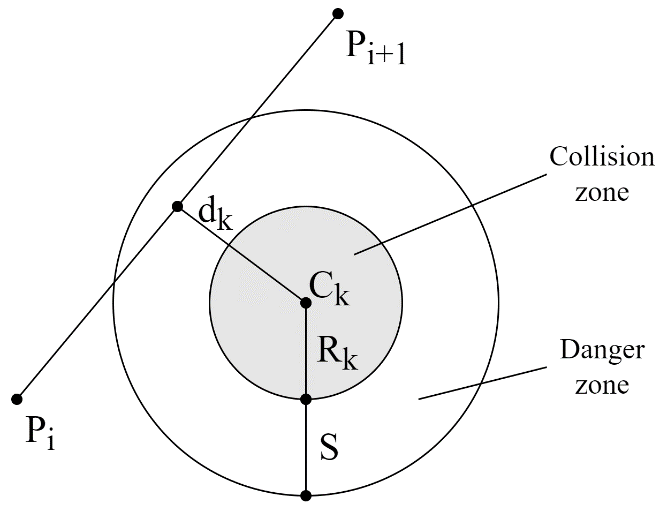 P_{i+1}
Collision
zone
d_k
C_k
R_k
Danger
zone
P_i
S